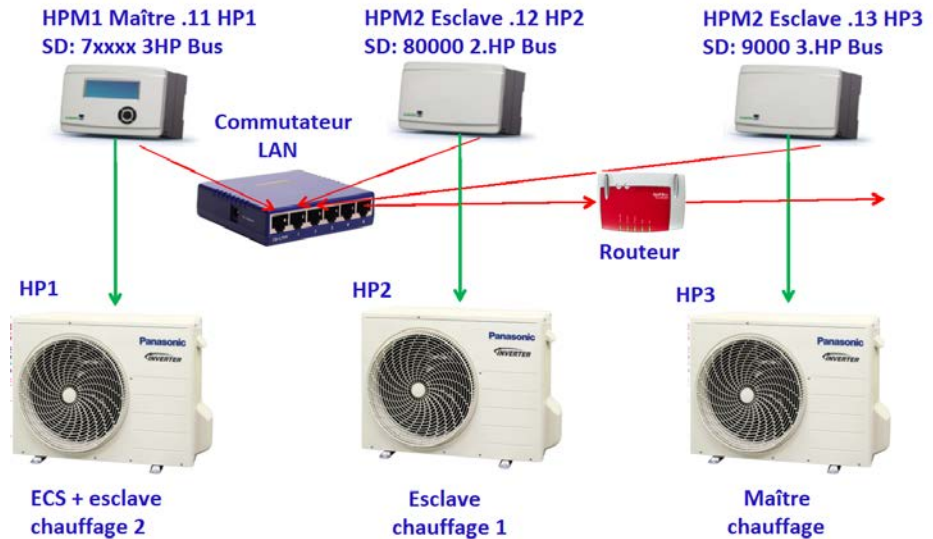 HPM1 Maître .11 HP1
SD: 7xxxx 3HP Bus
HPM2 Esclave .12 HP2
SD: 80000 2.HP Bus
HPM2 Esclave .13 HP3
SD: 9000 3.HP Bus
Commutateur
LAN
Routeur
HP1
HP2
HP3
Panasonic
INVERTER
Panasonic
INVERTER
Panasonic
INVERTER
ECS + esclave
chauffage 2
Esclave
chauffage 1
Maître
chauffage